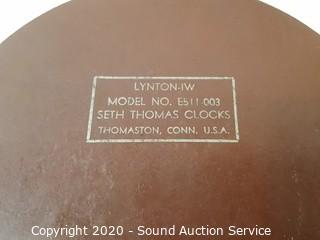 LYNTON-IW
MODEL NO. E511-003
SETH THOMAS CLOCKS
THOMASTON, CONN. U.S.A.
Copyright 2020 - Sound Auction Service